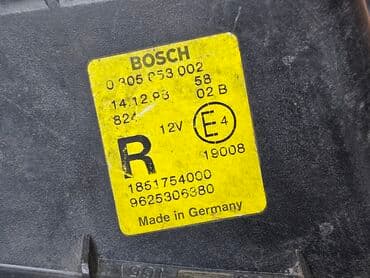 BOSCH
0 305 053 002
14.12.98 58
824 02 B
12V E4
R
19008
1851754000
9625306380
Made in Germany